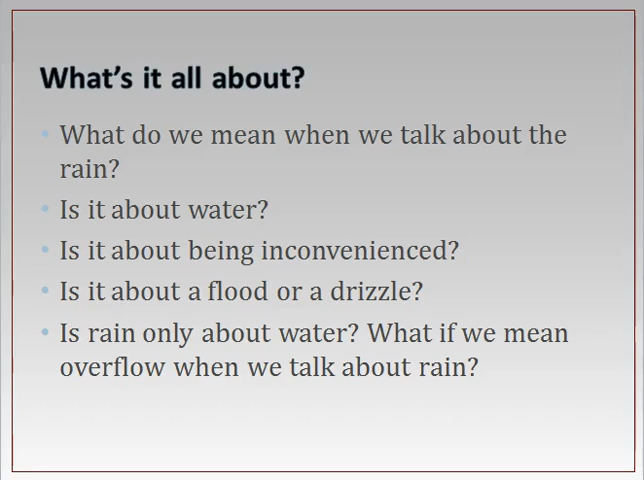 What's it all about?
• What do we mean when we talk about the
rain?
• Is it about water?
• Is it about being inconvenienced?
• Is it about a flood or a drizzle?
• Is rain only about water? What if we mean
overflow when we talk about rain?